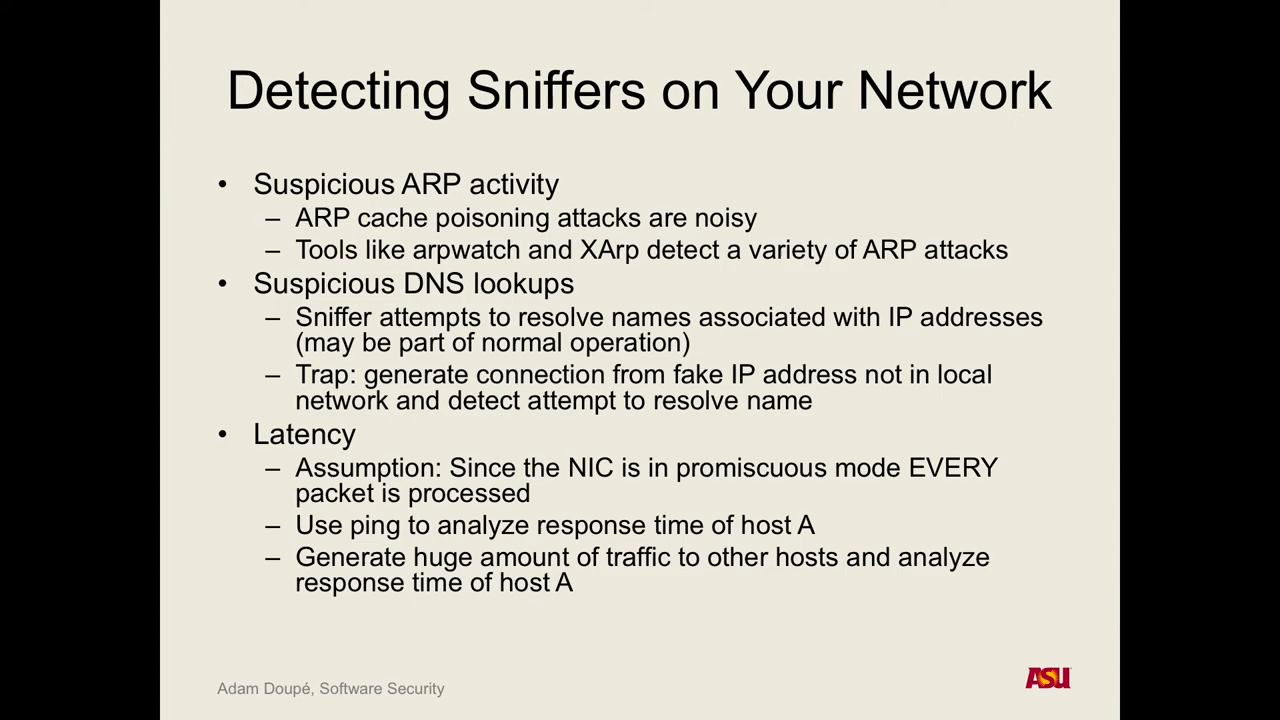 Detecting Sniffers on Your Network
• Suspicious ARP activity
– ARP cache poisoning attacks are noisy
– Tools like arpwatch and XArp detect a variety of ARP attacks
• Suspicious DNS lookups
– Sniffer attempts to resolve names associated with IP addresses
(may be part of normal operation)
– Trap: generate connection from fake IP address not in local
network and detect attempt to resolve name
• Latency
– Assumption: Since the NIC is in promiscuous mode EVERY
packet is processed
– Use ping to analyze response time of host A
– Generate huge amount of traffic to other hosts and analyze
response time of host A
Adam Doupé, Software Security
ASU